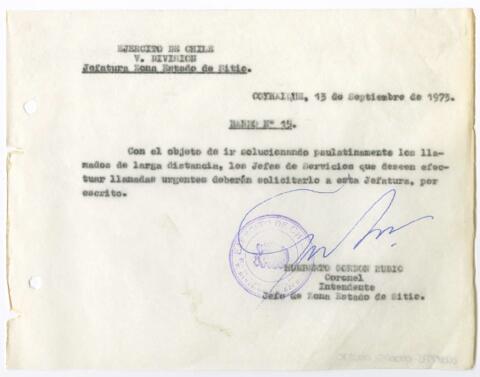 EJERCITO DE CHILE
V. DIVISION
Jefatura Zona Estado de Sitio.
COYHAIQUE, 13 de Septiembre de 1973.
BANDO Nº 15.
Con el objeto de ir solucionando paulatinamente los lla-
mados de larga distancia, los Jefes de Servicios que deseen efec-
tuar llamadas urgentes deberán solicitarlo a esta Jefatura, por
escrito.
EJERCITO DE CHILE
HUMBERTO GORDON RUBIO
Coronel
Intendente
Jefe de Zona Estado de Sitio.